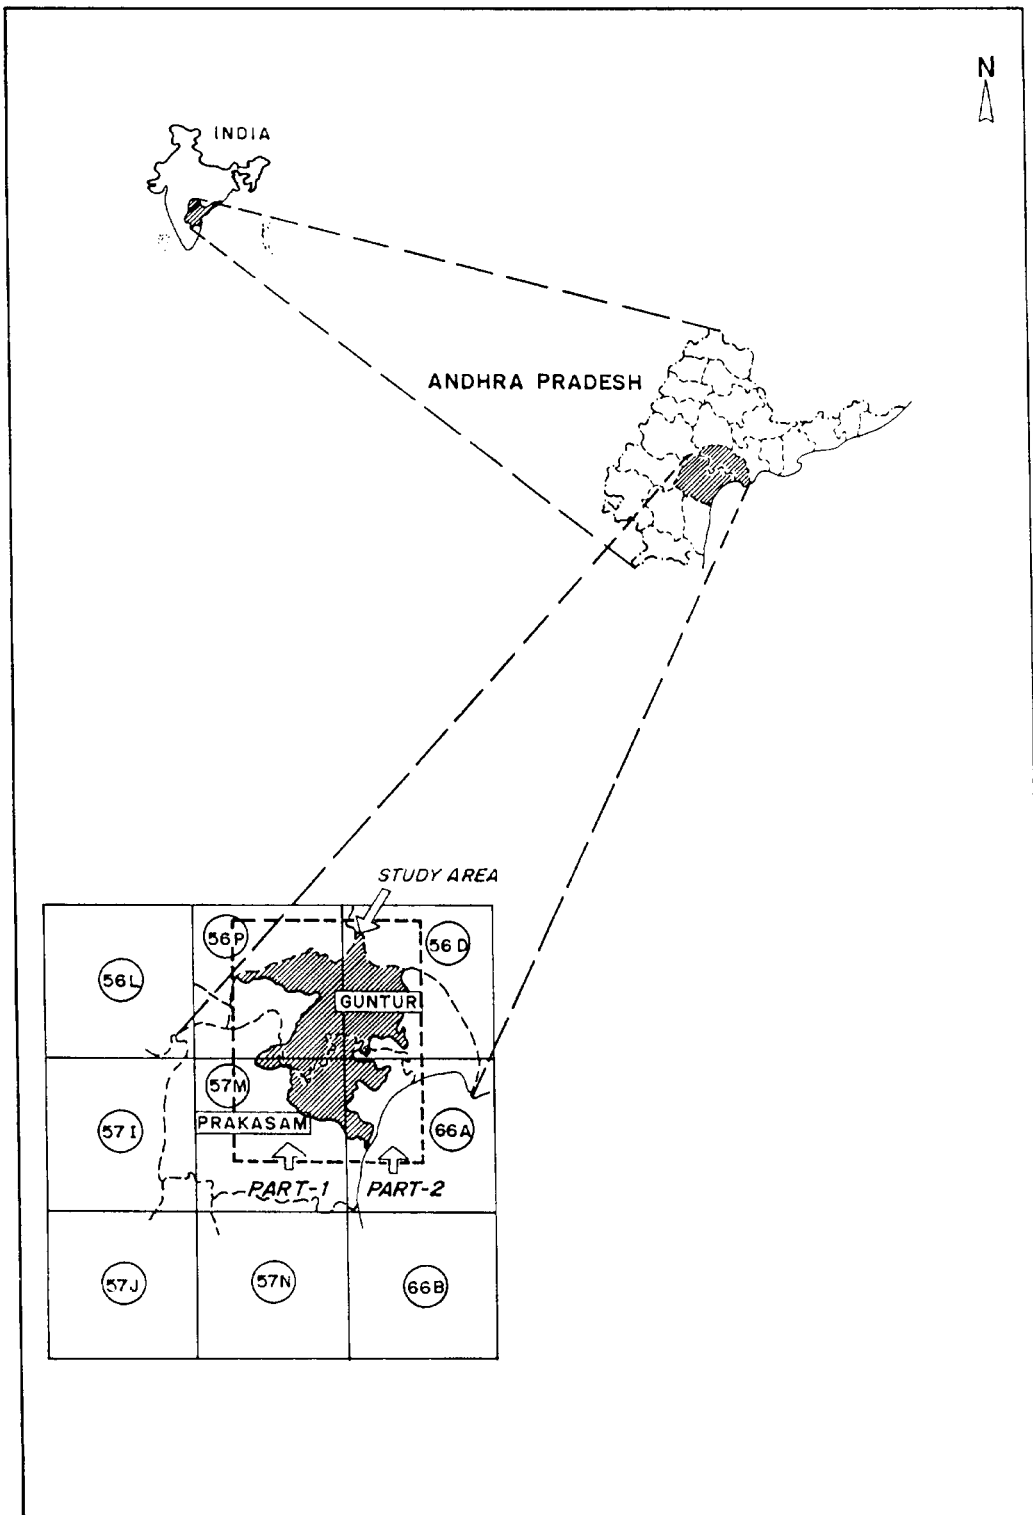 N
INDIA
ANDHRA PRADESH
STUDY AREA
56P
56D
56L
GUNTUR
57M
PRAKASAM
57I
66A
PART-1
PART-2
57J
57N
66B